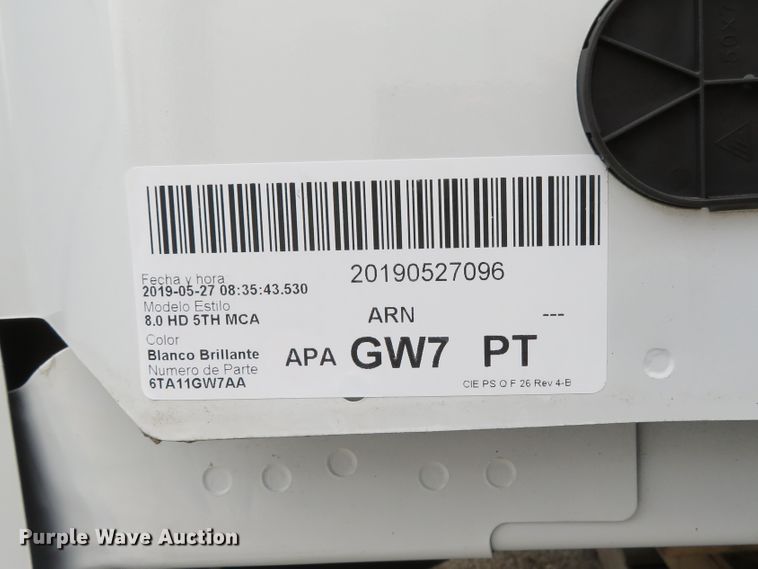 50X7
20190527096
Fecha y hora
2019-05-27 08:35:43.530
Modelo Estilo
8.0 HD 5TH MCA
ARN ---
Color
Blanco Brillante
APA GW7 PT
Numero de Parte
6TA11GW7AA
CIE PS O F 26 Rev 4-B
Purple Wave Auction